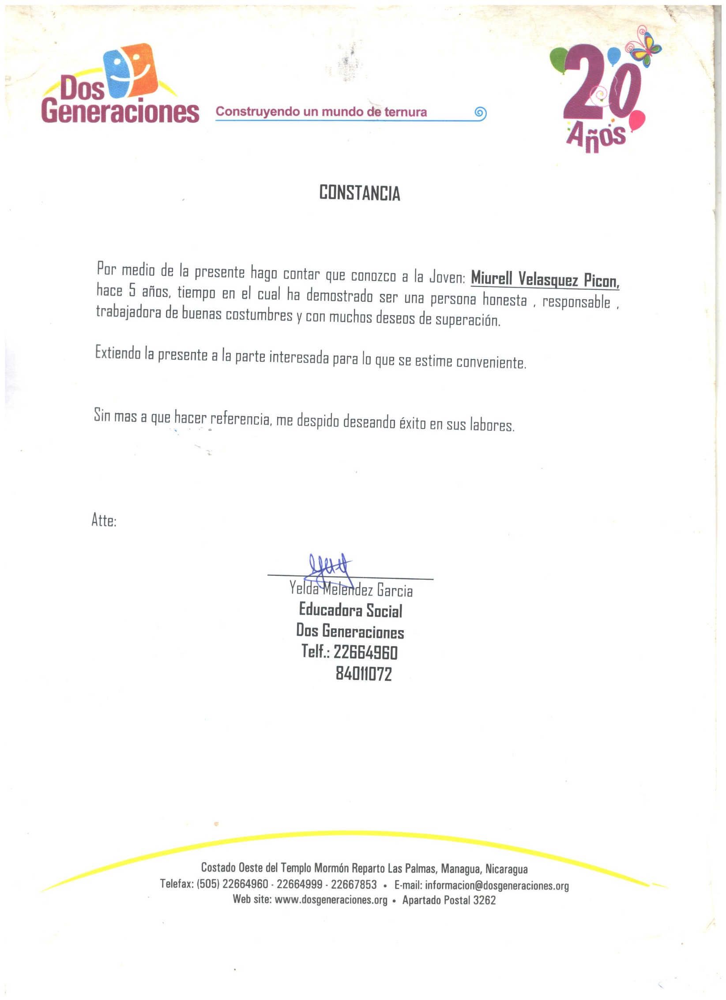 Dos
Generaciones
Construyendo un mundo de ternura
20
Años
CONSTANCIA
Por medio de la presente hago contar que conozco a la Joven: Miurell Velasquez Picon,
hace 5 años, tiempo en el cual ha demostrado ser una persona honesta , responsable ,
trabajadora de buenas costumbres y con muchos deseos de superación.
Extiendo la presente a la parte interesada para lo que se estime conveniente.
Sin mas a que hacer referencia, me despido deseando éxito en sus labores.
Atte:
Yelda Melendez Garcia
Educadora Social
Dos Generaciones
Telf.: 22664960
84011072
Costado Oeste del Templo Mormón Reparto Las Palmas, Managua, Nicaragua
Telefax: (505) 22664960 - 22664999 - 22667853 • E-mail: informacion@dosgeneraciones.org
Web site: www.dosgeneraciones.org • Apartado Postal 3262